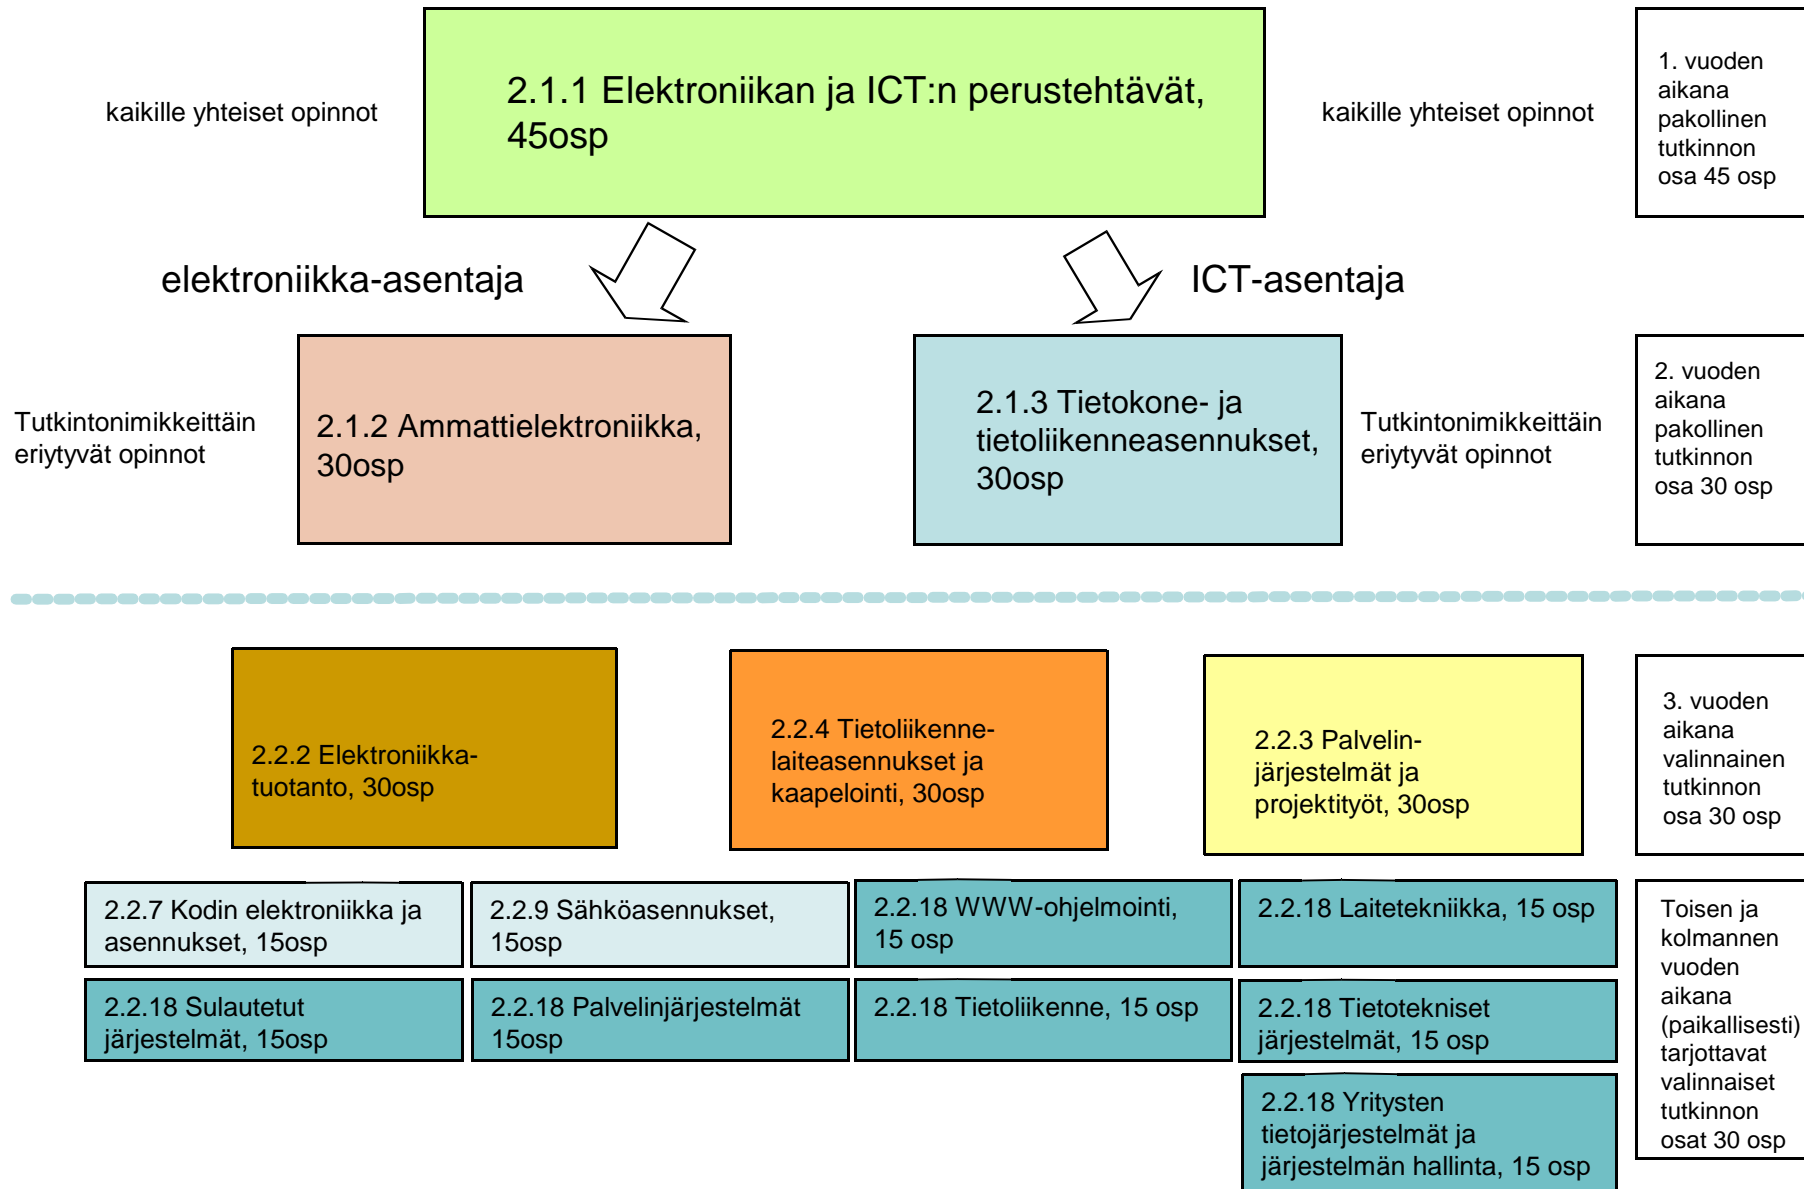 kaikille yhteiset opinnot
2.1.1 Elektroniikan ja ICT:n perustehtävät,
45osp
kaikille yhteiset opinnot
1. vuoden
aikana
pakollinen
tutkinnon
osa 45 osp
elektroniikka-asentaja
ICT-asentaja
Tutkintonimikkeittäin
eriytyvät opinnot
2.1.2 Ammattielektroniikka,
30osp
2.1.3 Tietokone- ja
tietoliikenneasennukset,
30osp
Tutkintonimikkeittäin
eriytyvät opinnot
2. vuoden
aikana
pakollinen
tutkinnon
osa 30 osp
2.2.2 Elektroniikka-
tuotanto, 30osp
2.2.4 Tietoliikenne-
laiteasennukset ja
kaapelointi, 30osp
2.2.3 Palvelin-
järjestelmät ja
projektityöt, 30osp
3. vuoden
aikana
valinnainen
tutkinnon
osa 30 osp
2.2.7 Kodin elektroniikka ja
asennukset, 15osp
2.2.9 Sähköasennukset,
15osp
2.2.18 WWW-ohjelmointi,
15 osp
2.2.18 Laitetekniikka, 15 osp
2.2.18 Sulautetut
järjestelmät, 15osp
2.2.18 Palvelinjärjestelmät
15osp
2.2.18 Tietoliikenne, 15 osp
2.2.18 Tietotekniset
järjestelmät, 15 osp
2.2.18 Yritysten
tietojärjestelmät ja
järjestelmän hallinta, 15 osp
Toisen ja
kolmannen
vuoden
aikana
(paikallisesti)
tarjottavat
valinnaiset
tutkinnon
osat 30 osp